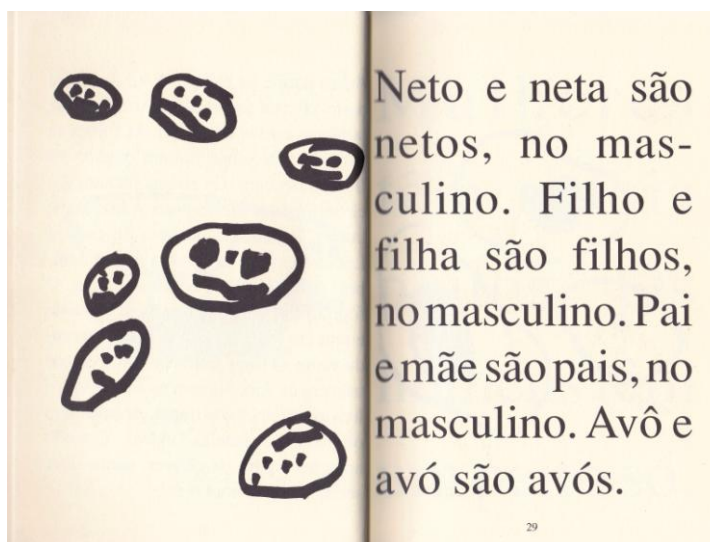 Neto e neta são
netos, no mas-
culino. Filho e
filha são filhos,
no masculino. Pai
e mãe são pais, no
masculino. Avô e
avó são avós.
29